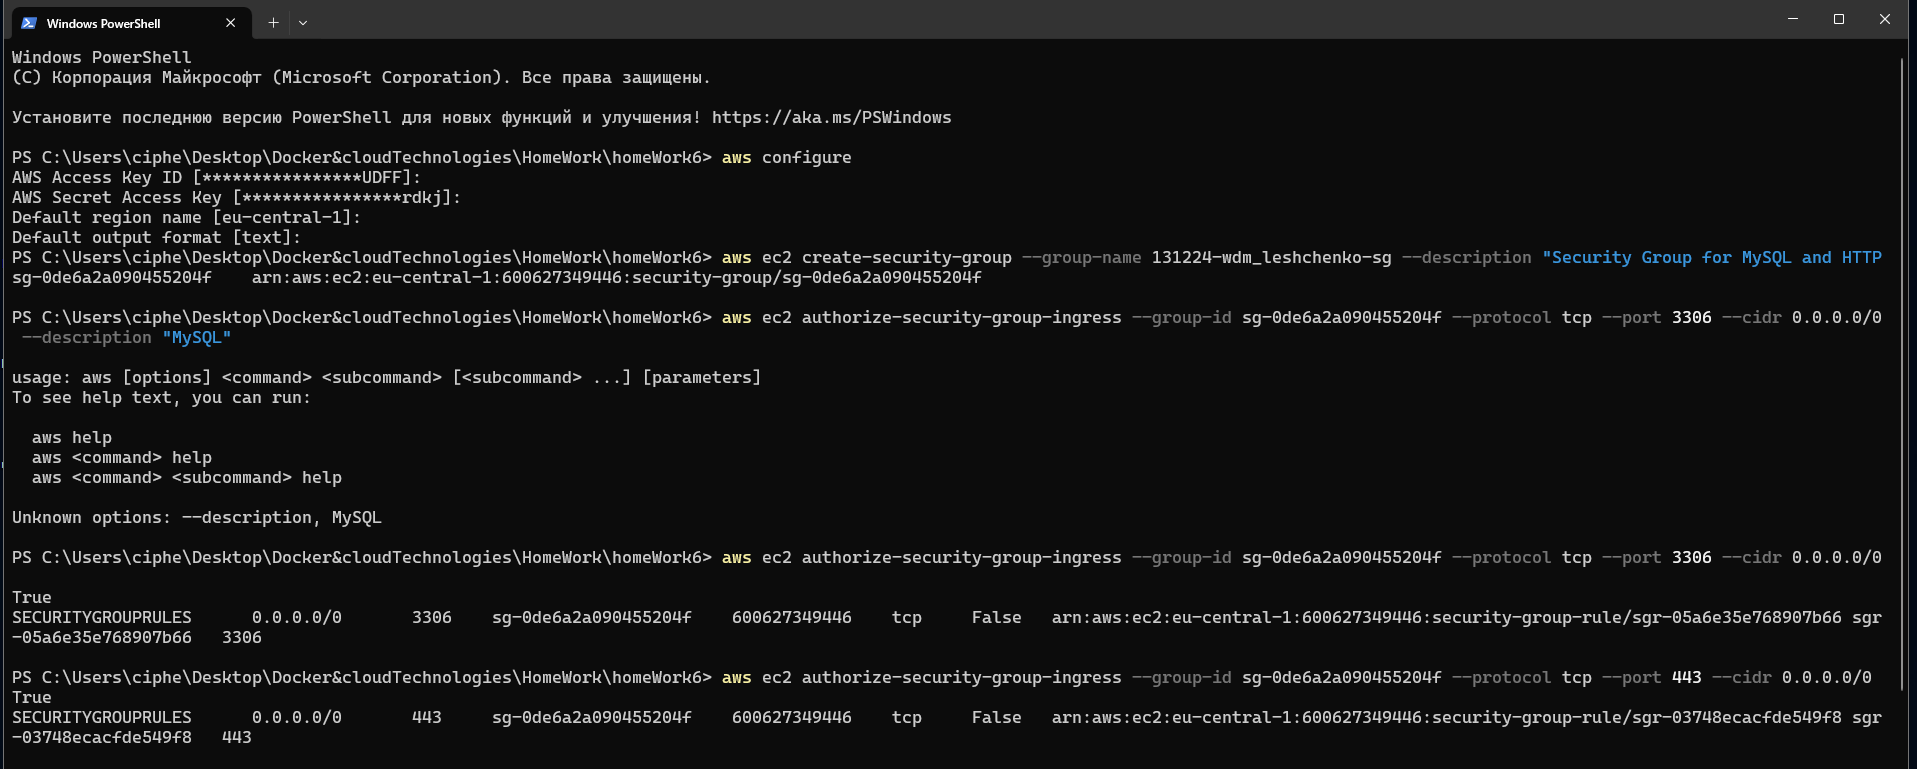 Windows PowerShell
Windows PowerShell
(C) Корпорация Майкрософт (Microsoft Corporation). Все права защищены.
Установите последнюю версию PowerShell для новых функций и улучшения! https://aka.ms/PSWindows
PS C:\Users\ciphe\Desktop\Docker&cloudTechnologies\HomeWork\homeWork6> aws configure
AWS Access Key ID [****************UDFF]:
AWS Secret Access Key [****************rdkj]:
Default region name [eu-central-1]:
Default output format [text]:
PS C:\Users\ciphe\Desktop\Docker&cloudTechnologies\HomeWork\homeWork6> aws ec2 create-security-group --group-name 131224-wdm_leshchenko-sg --description "Security Group for MySQL and HTTP
sg-0de6a2a090455204f    arn:aws:ec2:eu-central-1:600627349446:security-group/sg-0de6a2a090455204f
PS C:\Users\ciphe\Desktop\Docker&cloudTechnologies\HomeWork\homeWork6> aws ec2 authorize-security-group-ingress --group-id sg-0de6a2a090455204f --protocol tcp --port 3306 --cidr 0.0.0.0/0
 --description "MySQL"
usage: aws [options] <command> <subcommand> [<subcommand> ...] [parameters]
To see help text, you can run:
  aws help
  aws <command> help
  aws <command> <subcommand> help
Unknown options: --description, MySQL
PS C:\Users\ciphe\Desktop\Docker&cloudTechnologies\HomeWork\homeWork6> aws ec2 authorize-security-group-ingress --group-id sg-0de6a2a090455204f --protocol tcp --port 3306 --cidr 0.0.0.0/0
True
SECURITYGROUPRULES      0.0.0.0/0       3306    sg-0de6a2a090455204f    600627349446    tcp     False   arn:aws:ec2:eu-central-1:600627349446:security-group-rule/sgr-05a6e35e768907b66 sgr
-05a6e35e768907b66   3306
PS C:\Users\ciphe\Desktop\Docker&cloudTechnologies\HomeWork\homeWork6> aws ec2 authorize-security-group-ingress --group-id sg-0de6a2a090455204f --protocol tcp --port 443 --cidr 0.0.0.0/0
True
SECURITYGROUPRULES      0.0.0.0/0       443     sg-0de6a2a090455204f    600627349446    tcp     False   arn:aws:ec2:eu-central-1:600627349446:security-group-rule/sgr-03748ecacfde549f8 sgr
-03748ecacfde549f8   443